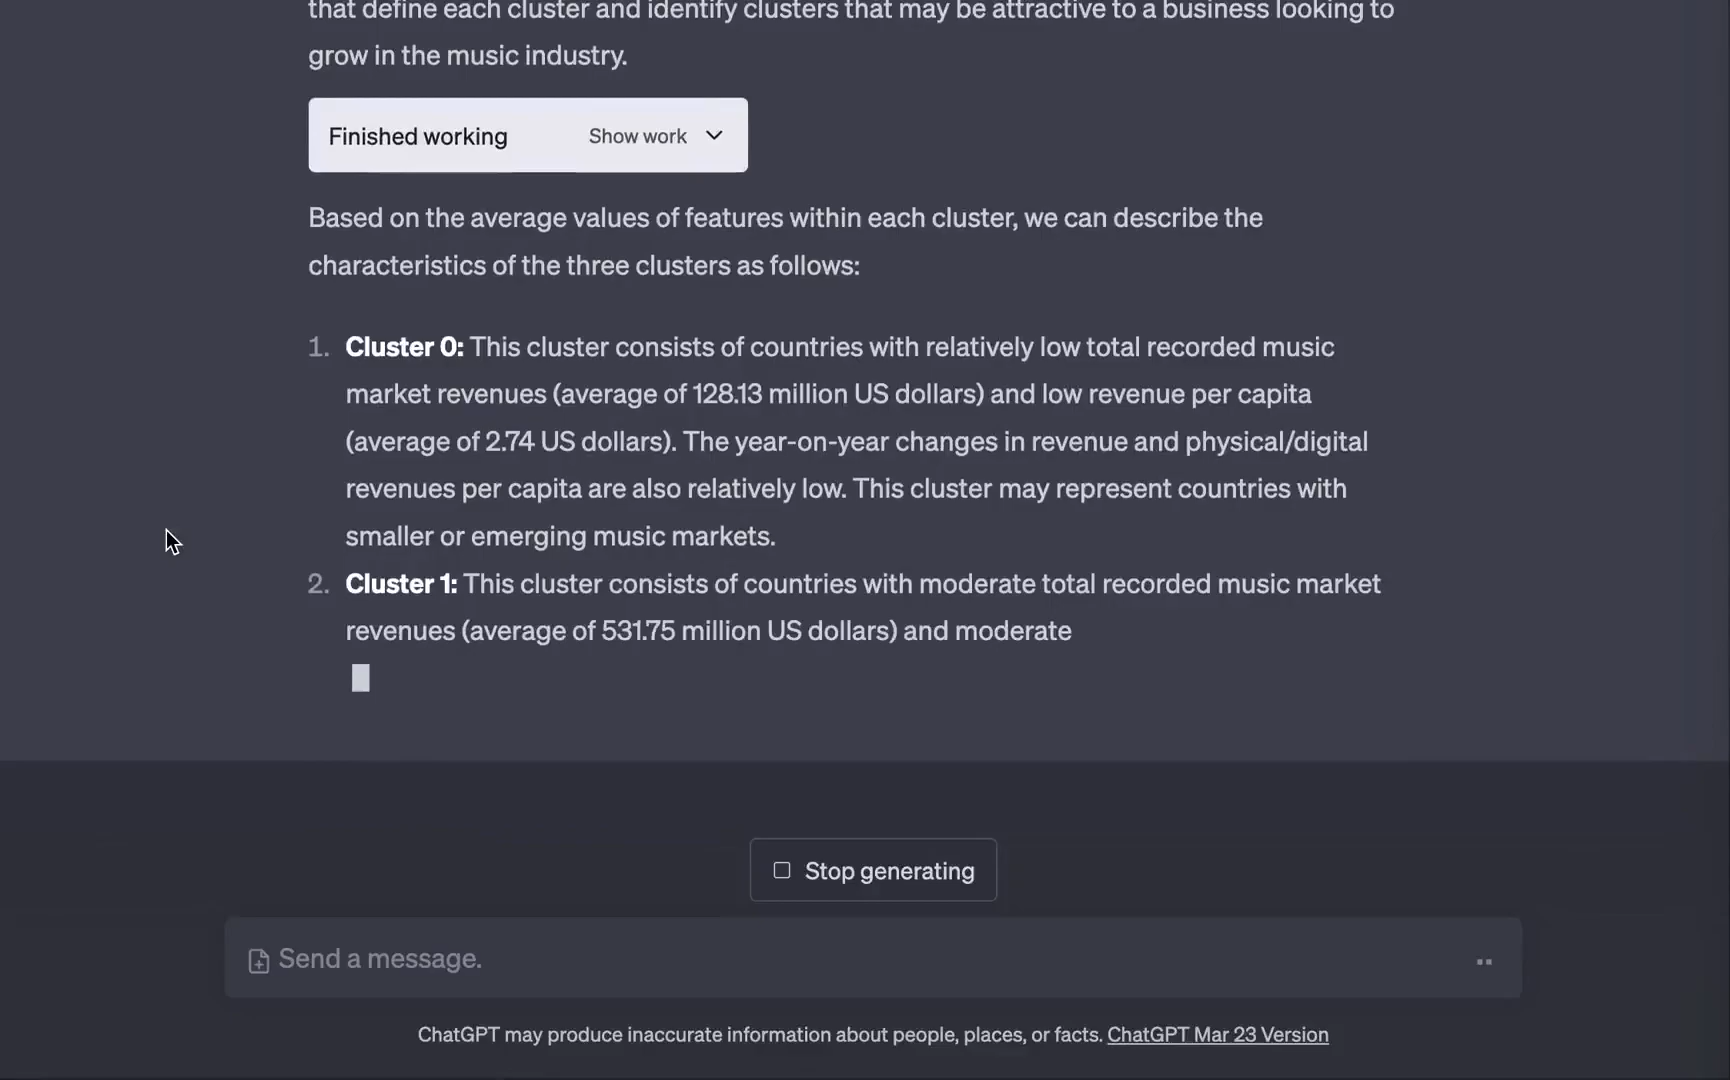 that define each cluster and identify clusters that may be attractive to a business looking to
grow in the music industry.
Finished working Show work
Based on the average values of features within each cluster, we can describe the
characteristics of the three clusters as follows:
1. Cluster 0: This cluster consists of countries with relatively low total recorded music
market revenues (average of 128.13 million US dollars) and low revenue per capita
(average of 2.74 US dollars). The year-on-year changes in revenue and physical/digital
revenues per capita are also relatively low. This cluster may represent countries with
smaller or emerging music markets.
2. Cluster 1: This cluster consists of countries with moderate total recorded music market
revenues (average of 531.75 million US dollars) and moderate
Stop generating
Send a message.
ChatGPT may produce inaccurate information about people, places, or facts. ChatGPT Mar 23 Version